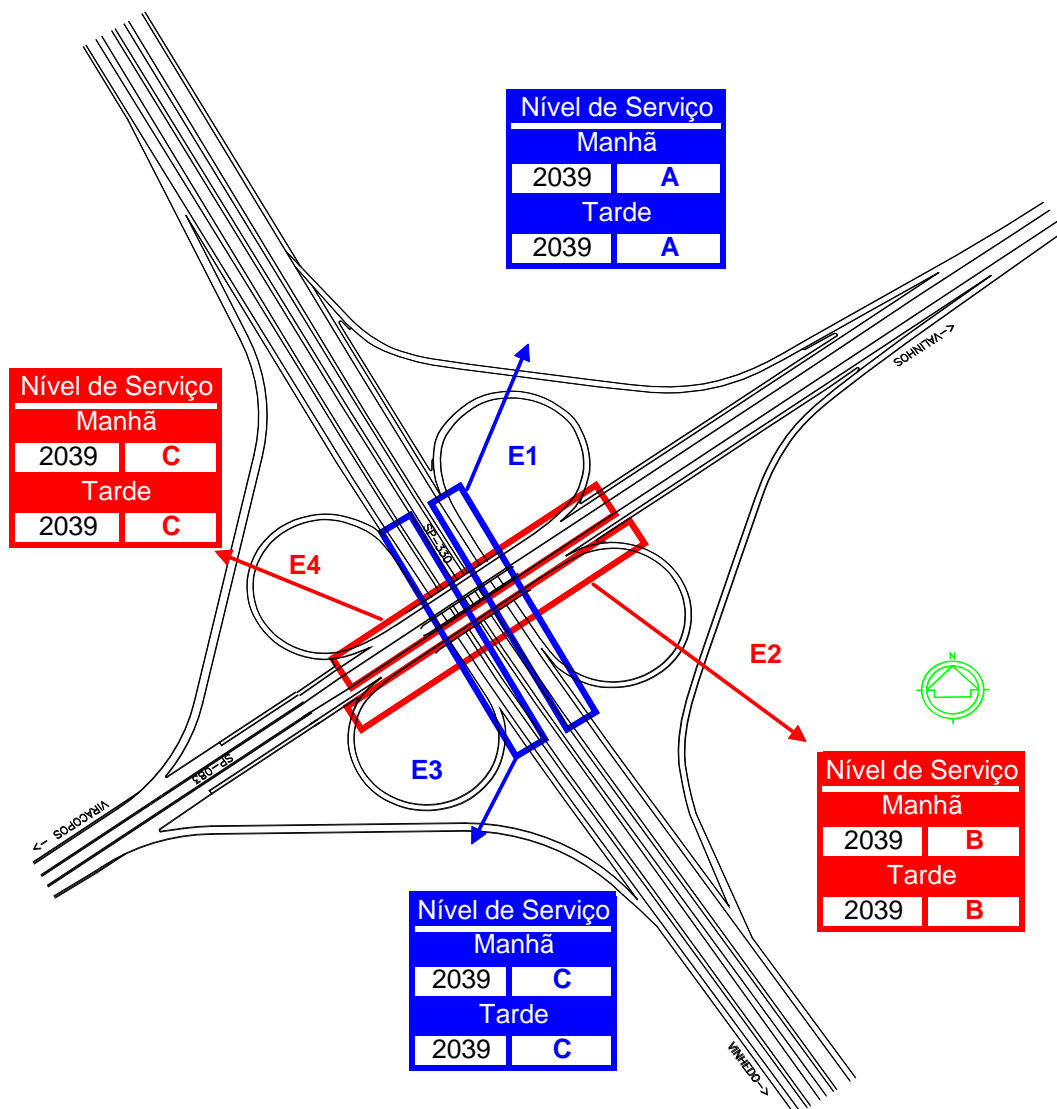 Nível de Serviço
Manhã
2039 A
Tarde
2039 A
<-VALINHOS
Nível de Serviço
Manhã
2039 C
Tarde
2039 C
E1
SP-330
E4
E2
N
E3
SP-083
VIRACOPOS ->
Nível de Serviço
Manhã
2039 B
Tarde
2039 B
Nível de Serviço
Manhã
2039 C
Tarde
2039 C
VINHEDO->